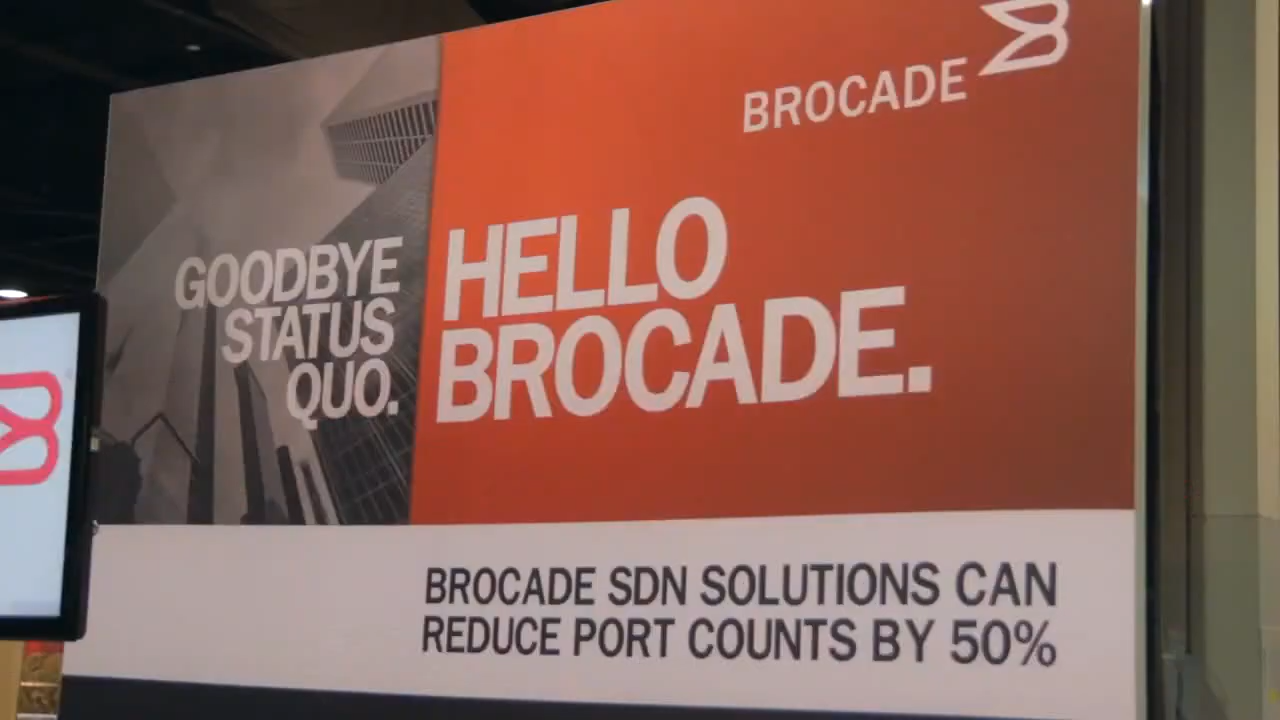 BROCADE
GOODBYE
STATUS
QUO.
HELLO
BROCADE.
BROCADE SDN SOLUTIONS CAN
REDUCE PORT COUNTS BY 50%